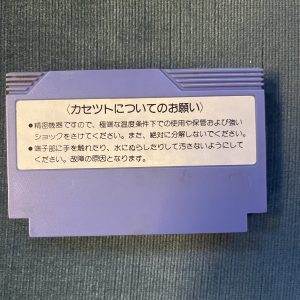 〈カセットについてのお願い〉
●精密機器ですので、極端な温度条件下での使用や保管および強い
ショックをさけてください。また、絶対に分解しないでください。
●端子部に手を触れたり、水にぬらしたりして汚さないようにして
ください。故障の原因となります。